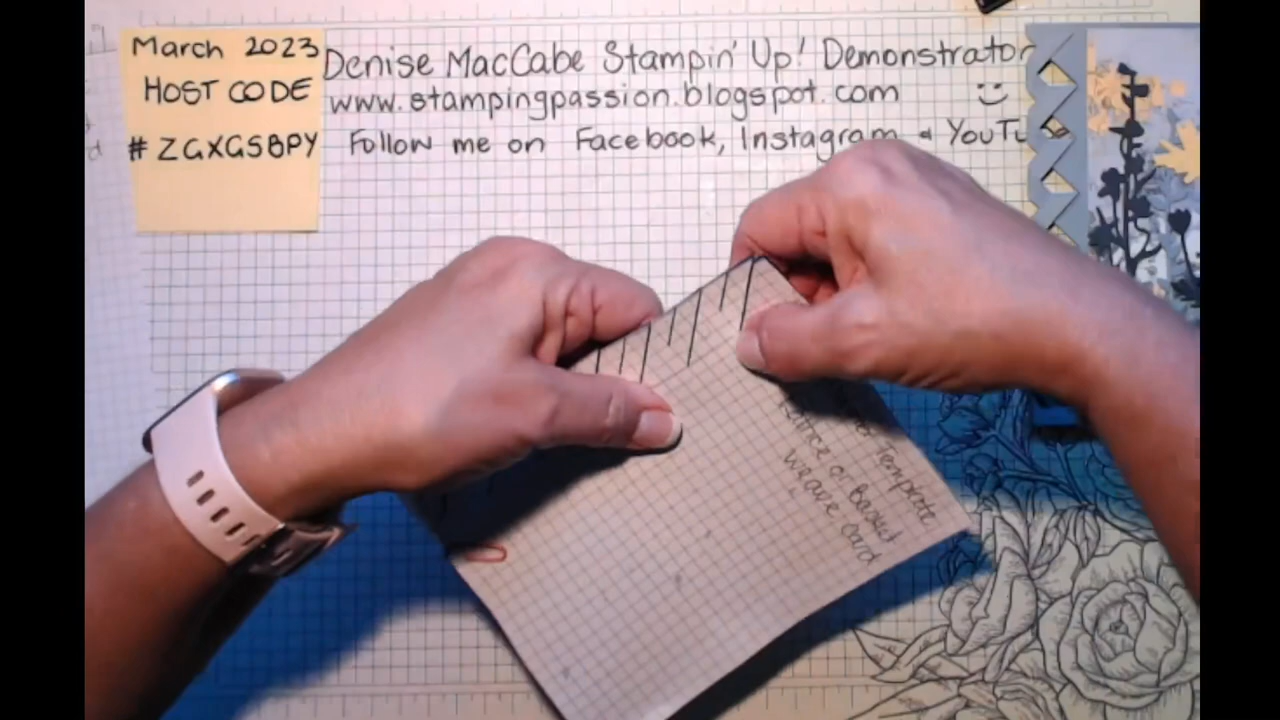 March 2023
HOST CODE
# ZGXGSBPY
Denise MacCabe Stampin' Up! Demonstrator
www.stampingpassion.blogspot.com
Follow me on Facebook, Instagram & YouTu
Template
Lattice or Basket
weave card